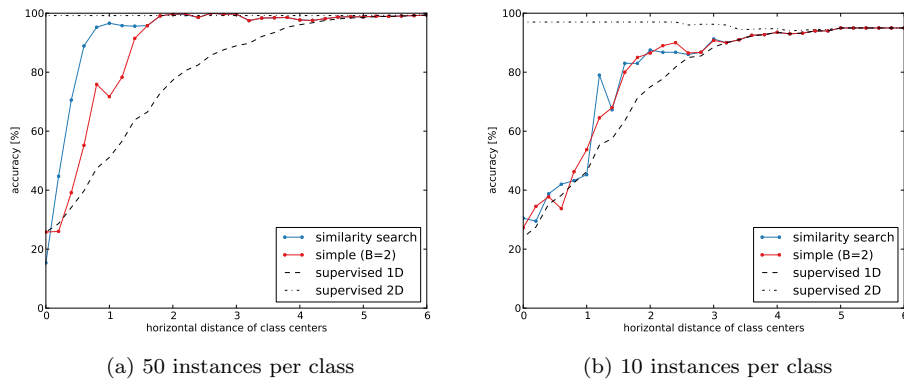 100
80
60
40
20
0
accuracy [%]
similarity search
simple (B=2)
supervised 1D
supervised 2D
0 1 2 3 4 5 6
horizontal distance of class centers
(a) 50 instances per class
100
80
60
40
20
0
accuracy [%]
similarity search
simple (B=2)
supervised 1D
supervised 2D
0 1 2 3 4 5 6
horizontal distance of class centers
(b) 10 instances per class